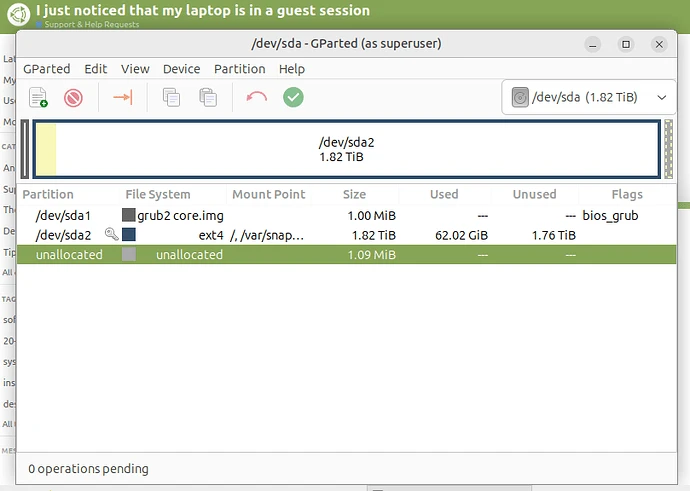 I just noticed that my laptop is in a guest session
Support & Help Requests
/dev/sda - GParted (as superuser)
GParted Edit View Device Partition Help
/dev/sda (1.82 TiB)
/dev/sda2
1.82 TiB
Partition File System Mount Point Size Used Unused Flags
/dev/sda1 grub2 core.img 1.00 MiB --- --- bios_grub
/dev/sda2 ext4 /, /var/snap... 1.82 TiB 62.02 GiB 1.76 TiB
unallocated unallocated 1.09 MiB --- ---
0 operations pending